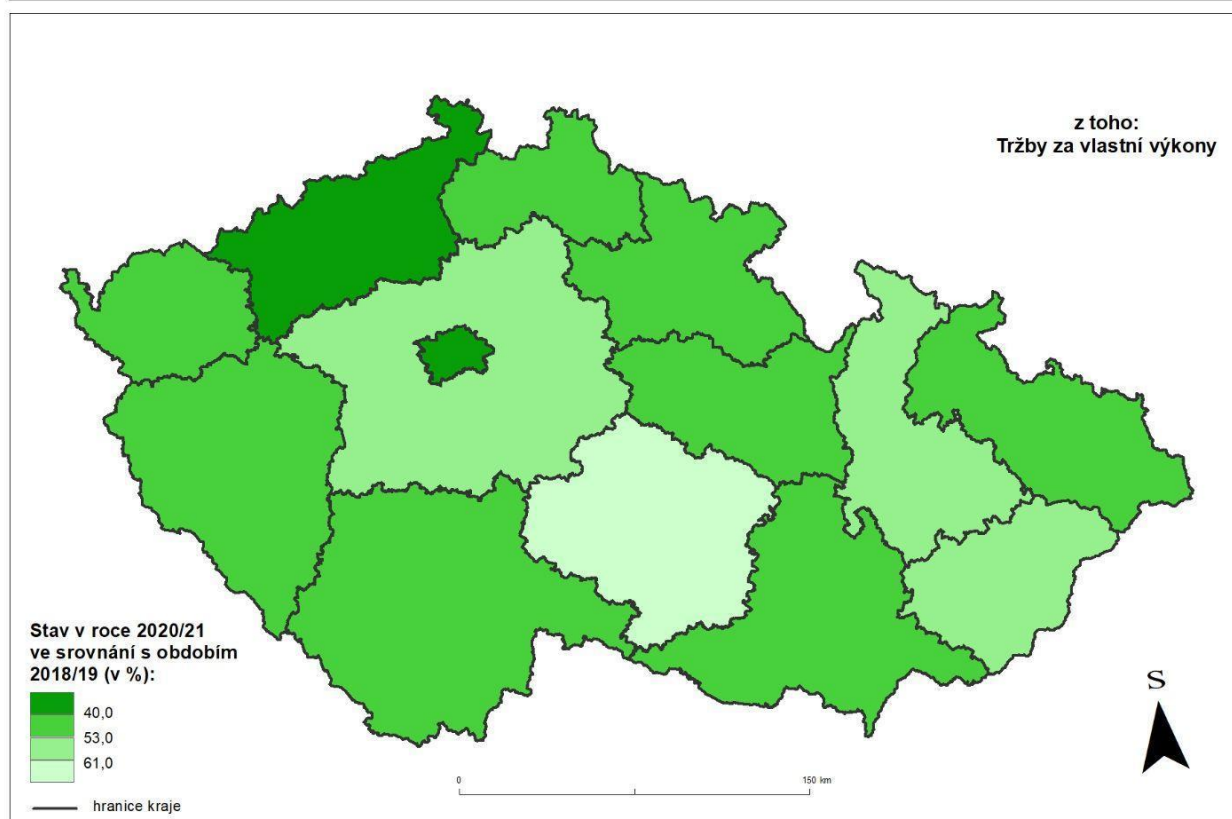 z toho:
Tržby za vlastní výkony
Stav v roce 2020/21
ve srovnání s obdobím
2018/19 (v %):
40,0
53,0
61,0
hranice kraje
0
150 km
S